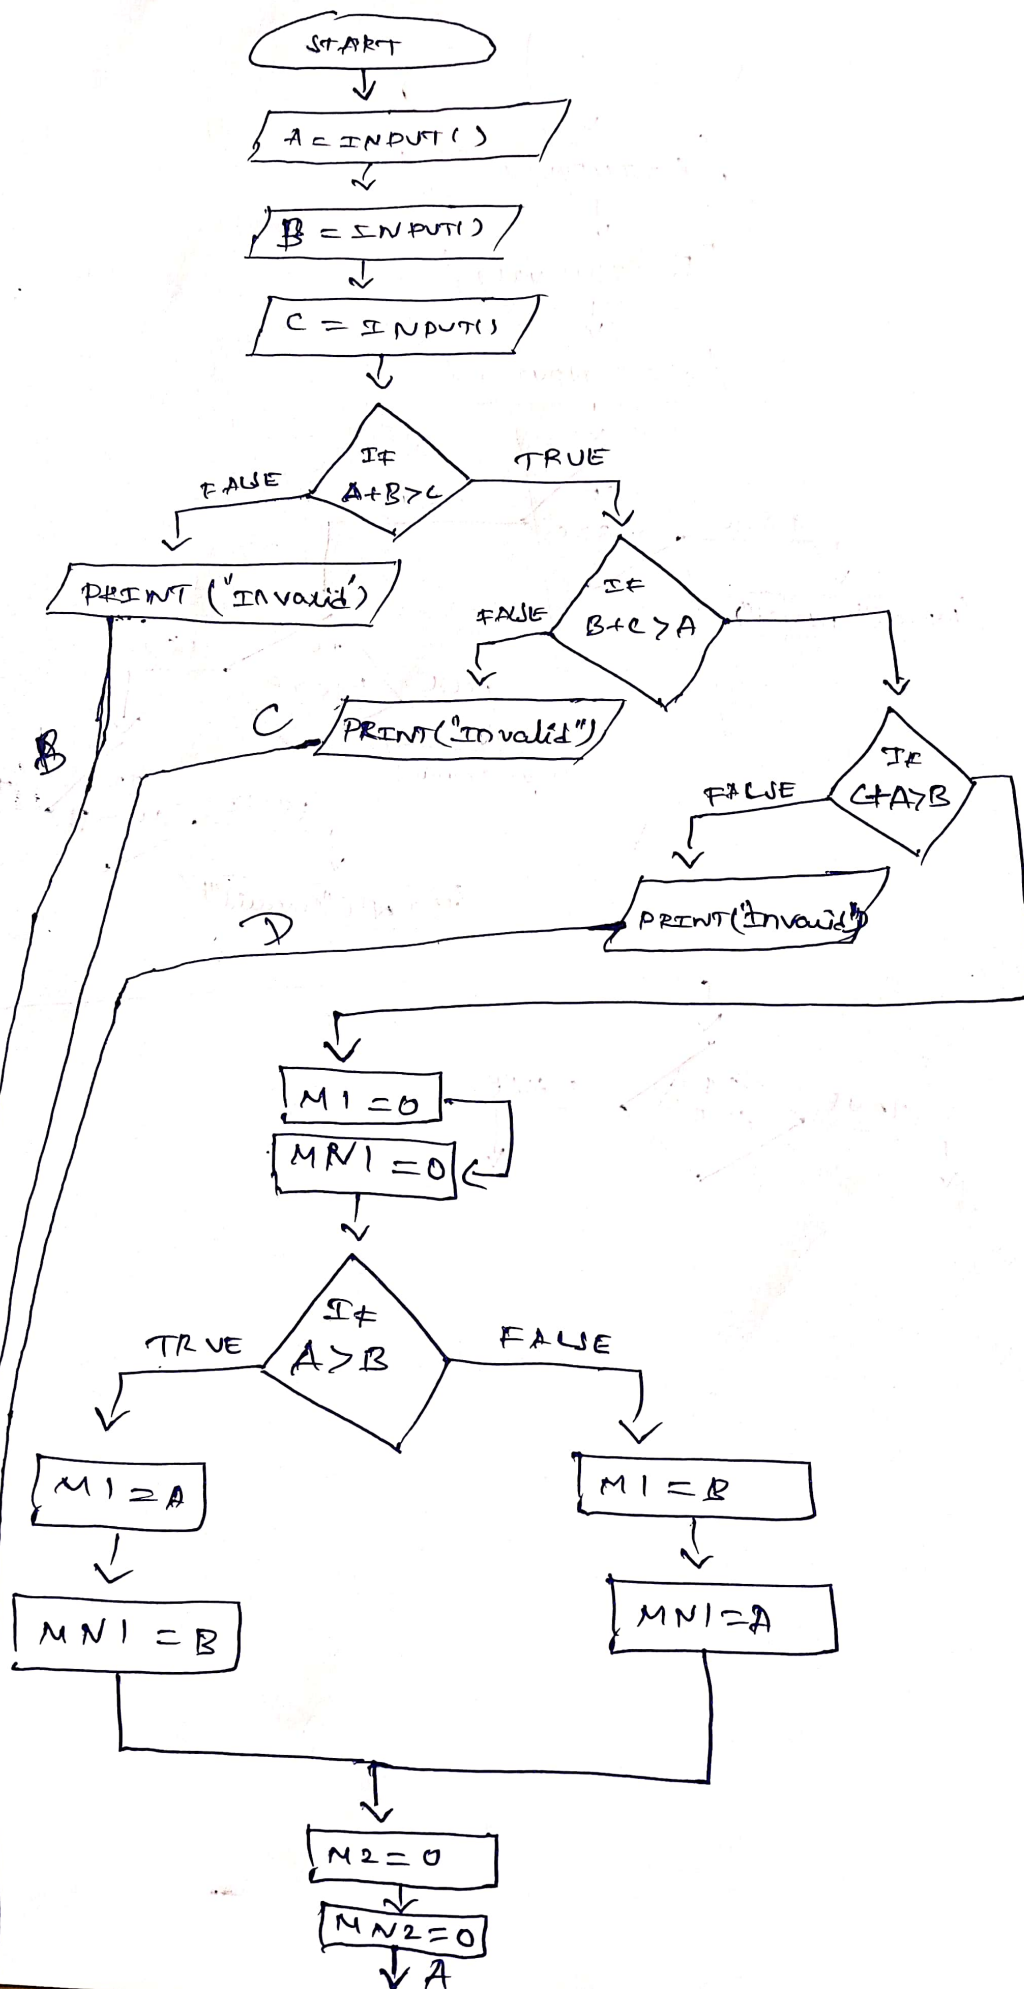 START
A = INPUT()
B = INPUT()
C = INPUT()
IF
A+B>C
TRUE
FALSE
PRINT ("Invalid")
IF
B+C>A
FALSE
PRINT("Invalid")
C
B
IF
C+A>B
FALSE
PRINT("Invalid")
D
M1=0
MN1=0
IF
A>B
TRUE
FALSE
M1=A
M1=B
MN1=B
MN1=A
M2=0
MN2=0
A